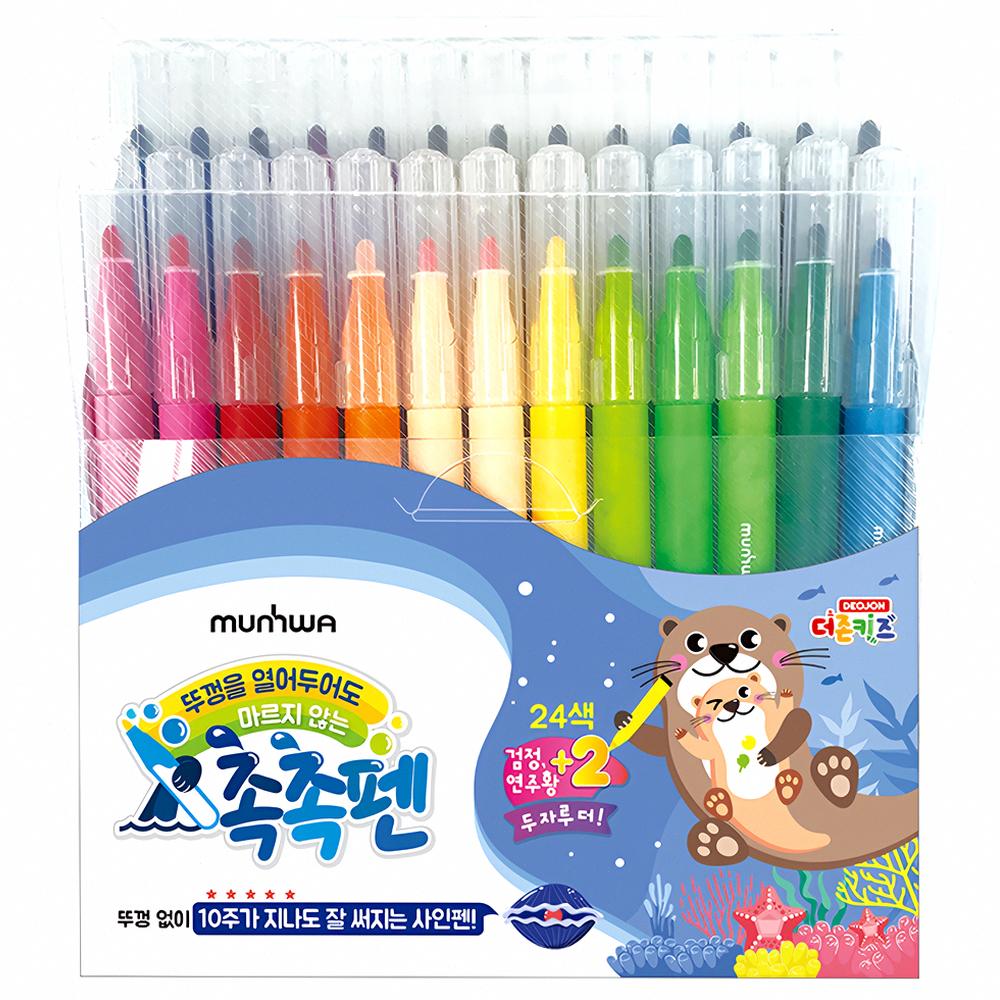 munhwa
munhwa
DEOJON
더존키즈
munhwa
뚜껑을 열어두어도
마르지 않는
촉촉펜
24색
검정,
연주황
+2
두 자루 더!
뚜껑 없이 10주가 지나도 잘 써지는 사인펜!